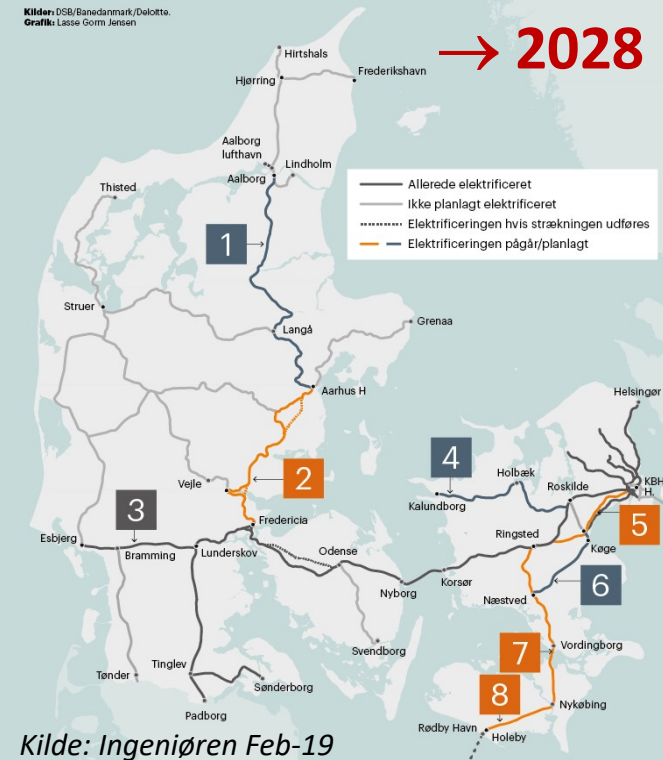 Kilder: DSB/Banedanmark/Deloitte.
Grafik: Lasse Gorm Jensen
→ 2028
Hirtshals
Hjørring
Frederikshavn
Aalborg
lufthavn
Lindholm
Aalborg
Thisted
Allerede elektrificeret
Ikke planlagt elektrificeret
Elektrificeringen hvis strækningen udføres
Elektrificeringen pågår/planlagt
1
Struer
Langå
Grenaa
Aarhus H
Helsingør
2
Vejle
4
Holbæk
Kalundborg
Roskilde
KBH
H.
5
3
Fredericia
Esbjerg
Bramming
Lunderskov
Odense
Ringsted
Køge
Nyborg
Korsør
6
Næstved
Svendborg
7
Vordingborg
Tønder
Tinglev
Sønderborg
8
Nykøbing
Padborg
Rødby Havn
Holeby
Kilde: Ingeniøren Feb-19